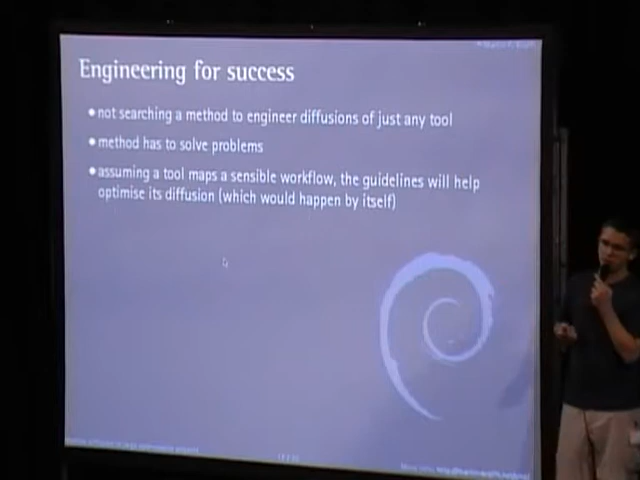 Engineering for success
• not searching a method to engineer diffusions of just any tool
• method has to solve problems
• assuming a tool maps a sensible workflow, the guidelines will help
optimise its diffusion (which would happen by itself)